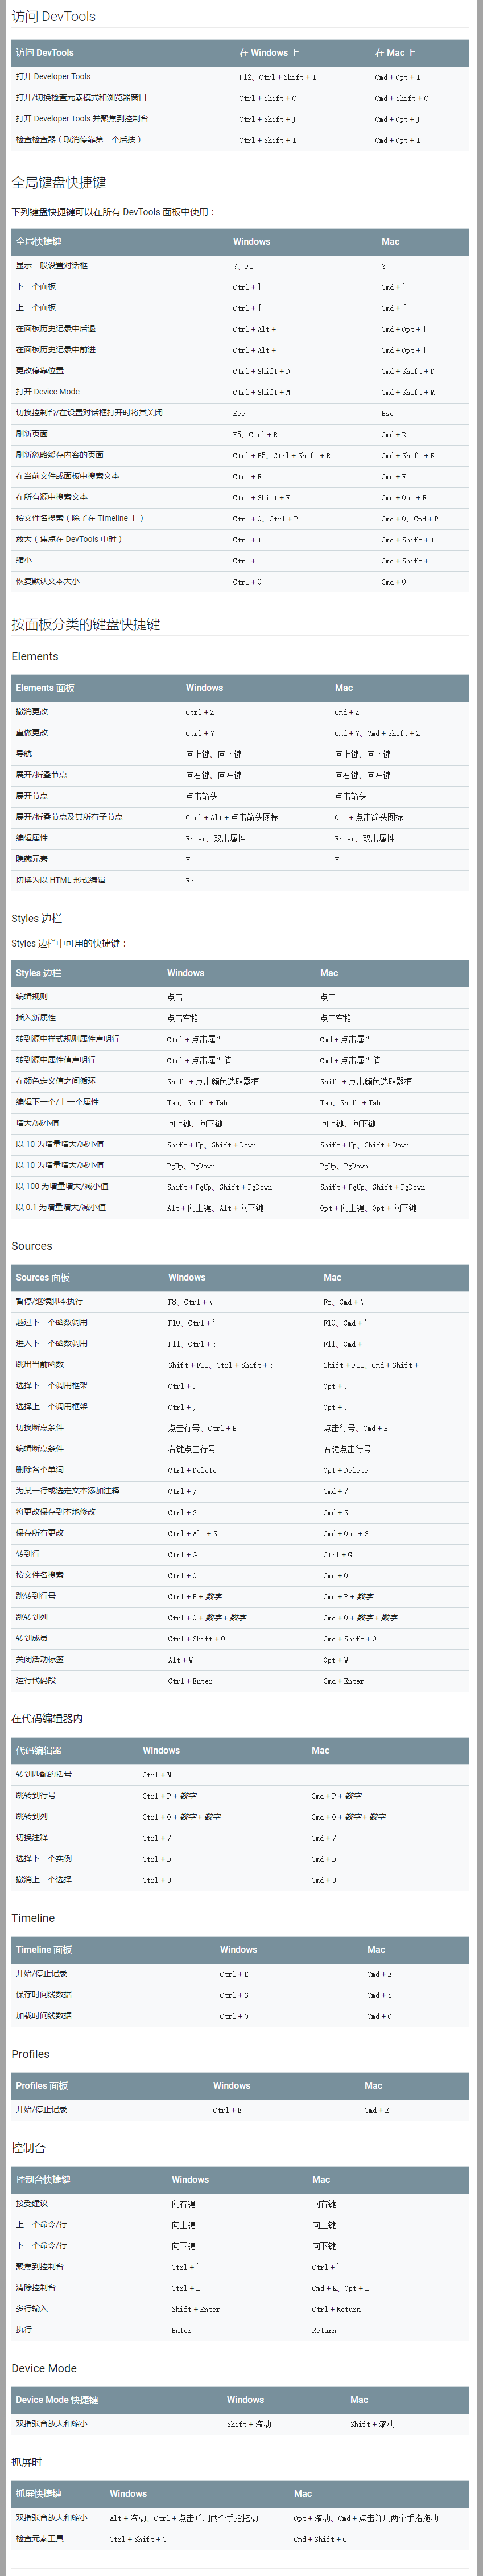 访问 DevTools
访问 DevTools 在 Windows 上 在 Mac 上
打开 Developer Tools F12、Ctrl + Shift + I Cmd + Opt + I
打开/切换检查元素模式和浏览器窗口 Ctrl + Shift + C Cmd + Shift + C
打开 Developer Tools 并聚焦到控制台 Ctrl + Shift + J Cmd + Opt + J
检查检查器（取消停靠第一个后按） Ctrl + Shift + I Cmd + Opt + I
全局键盘快捷键
下列键盘快捷键可以在所有 DevTools 面板中使用：
全局快捷键 Windows Mac
显示一般设置对话框 ?、F1 ?
下一个面板 Ctrl + ] Cmd + ]
上一个面板 Ctrl + [ Cmd + [
在面板历史记录中后退 Ctrl + Alt + [ Cmd + Opt + [
在面板历史记录中前进 Ctrl + Alt + ] Cmd + Opt + ]
更改停靠位置 Ctrl + Shift + D Cmd + Shift + D
打开 Device Mode Ctrl + Shift + M Cmd + Shift + M
切换控制台/在设置对话框打开时将其关闭 Esc Esc
刷新页面 F5、Ctrl + R Cmd + R
刷新忽略缓存内容的页面 Ctrl + F5、Ctrl + Shift + R Cmd + Shift + R
在当前文件或面板中搜索文本 Ctrl + F Cmd + F
在所有源中搜索文本 Ctrl + Shift + F Cmd + Opt + F
按文件名搜索（除了在 Timeline 上） Ctrl + O、Ctrl + P Cmd + O、Cmd + P
放大（焦点在 DevTools 中时） Ctrl + + Cmd + Shift + +
缩小 Ctrl + - Cmd + Shift + -
恢复默认文本大小 Ctrl + 0 Cmd + 0
按面板分类的键盘快捷键
Elements
Elements 面板 Windows Mac
撤消更改 Ctrl + Z Cmd + Z
重做更改 Ctrl + Y Cmd + Y、Cmd + Shift + Z
导航 向上键、向下键 向上键、向下键
展开/折叠节点 向右键、向左键 向右键、向左键
展开节点 点击箭头 点击箭头
展开/折叠节点及其所有子节点 Ctrl + Alt + 点击箭头图标 Opt + 点击箭头图标
编辑属性 Enter、双击属性 Enter、双击属性
隐藏元素 H H
切换为以 HTML 形式编辑 F2
Styles 边栏
Styles 边栏中可用的快捷键：
Styles 边栏 Windows Mac
编辑规则 点击 点击
插入新属性 点击空格 点击空格
转到源中样式规则属性声明行 Ctrl + 点击属性 Cmd + 点击属性
转到源中属性值声明行 Ctrl + 点击属性值 Cmd + 点击属性值
在颜色定义值之间循环 Shift + 点击颜色选取器框 Shift + 点击颜色选取器框
编辑下一个/上一个属性 Tab、Shift + Tab Tab、Shift + Tab
增大/减小值 向上键、向下键 向上键、向下键
以 10 为增量增大/减小值 Shift + Up、Shift + Down Shift + Up、Shift + Down
以 10 为增量增大/减小值 PgUp、PgDown PgUp、PgDown
以 100 为增量增大/减小值 Shift + PgUp、Shift + PgDown Shift + PgUp、Shift + PgDown
以 0.1 为增量增大/减小值 Alt + 向上键、Alt + 向下键 Opt + 向上键、Opt + 向下键
Sources
Sources 面板 Windows Mac
暂停/继续脚本执行 F8、Ctrl + \ F8、Cmd + \
越过下一个函数调用 F10、Ctrl + ' F10、Cmd + '
进入下一个函数调用 F11、Ctrl + ; F11、Cmd + ;
跳出当前函数 Shift + F11、Ctrl + Shift + ; Shift + F11、Cmd + Shift + ;
选择下一个调用框架 Ctrl + . Opt + .
选择上一个调用框架 Ctrl + , Opt + ,
切换断点条件 点击行号、Ctrl + B 点击行号、Cmd + B
编辑断点条件 右键点击行号 右键点击行号
删除各个单词 Ctrl + Delete Opt + Delete
为某一行或选定文本添加注释 Ctrl + / Cmd + /
将更改保存到本地修改 Ctrl + S Cmd + S
保存所有更改 Ctrl + Alt + S Cmd + Opt + S
转到行 Ctrl + G Ctrl + G
按文件名搜索 Ctrl + O Cmd + O
跳转到行号 Ctrl + P + 数字 Cmd + P + 数字
跳转到列 Ctrl + O + 数字 + 数字 Cmd + O + 数字 + 数字
转到成员 Ctrl + Shift + O Cmd + Shift + O
关闭活动标签 Alt + W Opt + W
运行代码段 Ctrl + Enter Cmd + Enter
在代码编辑器内
代码编辑器 Windows Mac
转到匹配的括号 Ctrl + M
跳转到行号 Ctrl + P + 数字 Cmd + P + 数字
跳转到列 Ctrl + O + 数字 + 数字 Cmd + O + 数字 + 数字
切换注释 Ctrl + / Cmd + /
选择下一个实例 Ctrl + D Cmd + D
撤消上一个选择 Ctrl + U Cmd + U
Timeline
Timeline 面板 Windows Mac
开始/停止记录 Ctrl + E Cmd + E
保存时间线数据 Ctrl + S Cmd + S
加载时间线数据 Ctrl + O Cmd + O
Profiles
Profiles 面板 Windows Mac
开始/停止记录 Ctrl + E Cmd + E
控制台
控制台快捷键 Windows Mac
接受建议 向右键 向右键
上一个命令/行 向上键 向上键
下一个命令/行 向下键 向下键
聚焦到控制台 Ctrl + ` Ctrl + `
清除控制台 Ctrl + L Cmd + K、Opt + L
多行输入 Shift + Enter Ctrl + Return
执行 Enter Return
Device Mode
Device Mode 快捷键 Windows Mac
双指张合放大和缩小 Shift + 滚动 Shift + 滚动
抓屏时
抓屏快捷键 Windows Mac
双指张合放大和缩小 Alt + 滚动、Ctrl + 点击并用两个手指拖动 Opt + 滚动、Cmd + 点击并用两个手指拖动
检查元素工具 Ctrl + Shift + C Cmd + Shift + C